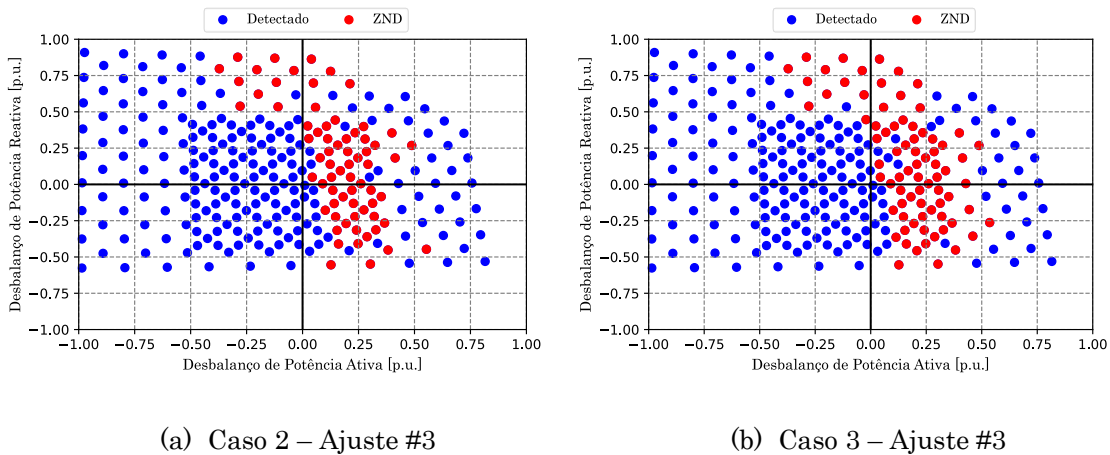 Detectado ZND
Desbalanço de Potência Reativa [p.u.]
1.00
0.75
0.50
0.25
0.00
−0.25
−0.50
−0.75
−1.00
−1.00 −0.75 −0.50 −0.25 0.00 0.25 0.50 0.75 1.00
Desbalanço de Potência Ativa [p.u.]
(a) Caso 2 – Ajuste #3
Detectado ZND
Desbalanço de Potência Reativa [p.u.]
1.00
0.75
0.50
0.25
0.00
−0.25
−0.50
−0.75
−1.00
−1.00 −0.75 −0.50 −0.25 0.00 0.25 0.50 0.75 1.00
Desbalanço de Potência Ativa [p.u.]
(b) Caso 3 – Ajuste #3